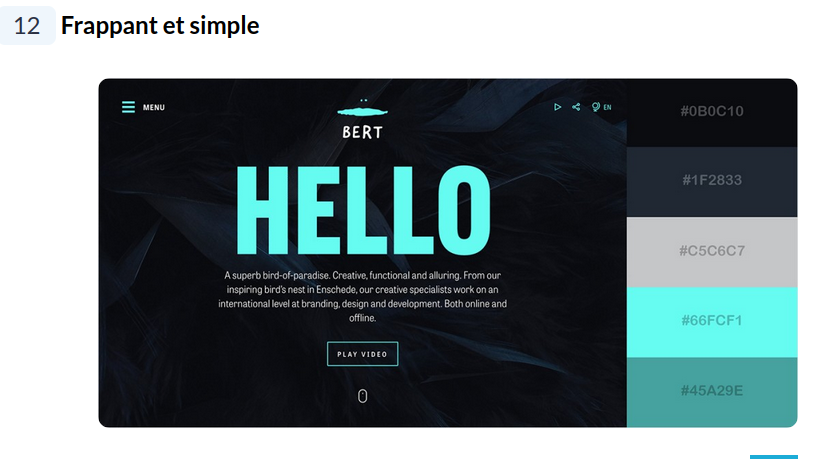 12 Frappant et simple
MENU
BERT
EN
HELLO
A superb bird-of-paradise. Creative, functional and alluring. From our
inspiring bird's nest in Enschede, our creative specialists work on an
international level at branding, design and development. Both online and
offline.
PLAY VIDEO
#0B0C10
#1F2833
#C5C6C7
#66FCF1
#45A29E